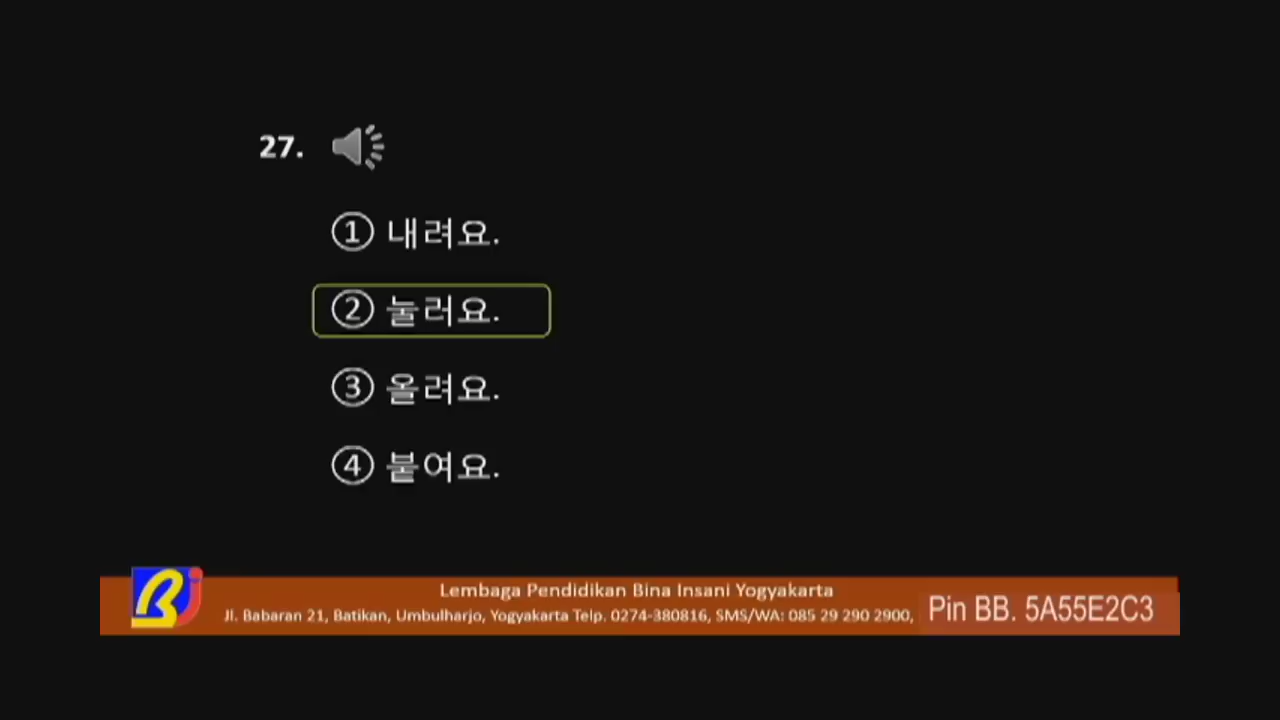 27.
① 내려요.
② 눌러요.
③ 올려요.
④ 붙여요.
Lembaga Pendidikan Bina Insani Yogyakarta
Jl. Babaran 21, Batikan, Umbulharjo, Yogyakarta Telp. 0274-380816, SMS/WA: 085 29 290 2900, Pin BB. 5A55E2C3